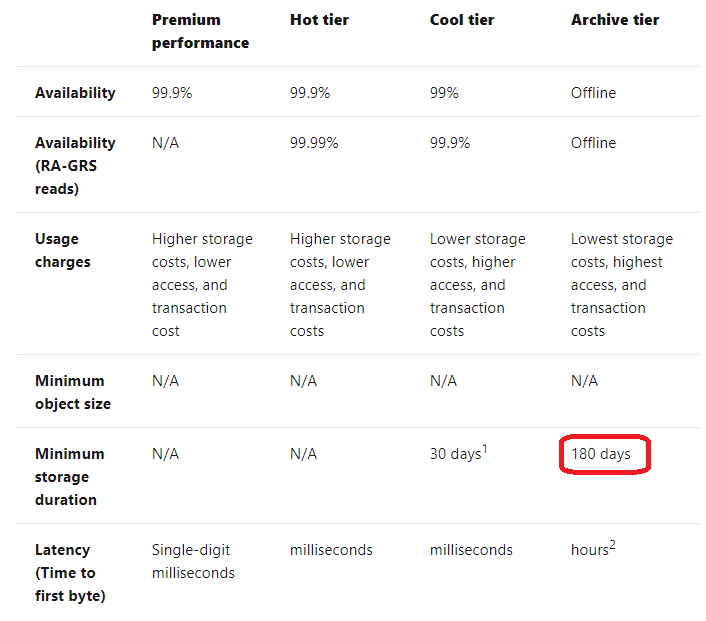 Premium performance Hot tier Cool tier Archive tier
Availability 99.9% 99.9% 99% Offline
Availability (RA-GRS reads) N/A 99.99% 99.9% Offline
Usage charges
Higher storage costs, lower access, and transaction cost
Higher storage costs, lower access, and transaction costs
Lower storage costs, higher access, and transaction costs
Lowest storage costs, highest access, and transaction costs
Minimum object size N/A N/A N/A N/A
Minimum storage duration N/A N/A 30 days1 180 days
Latency (Time to first byte) Single-digit milliseconds milliseconds milliseconds hours2